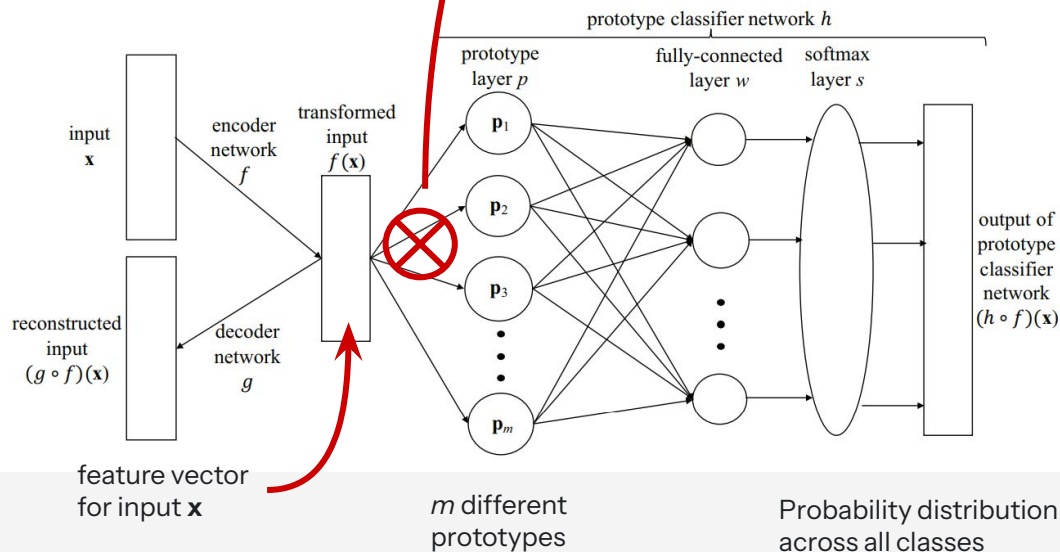 prototype classifier network h
prototype
layer p
fully-connected
layer w
softmax
layer s
input
x
encoder
network
f
transformed
input
f(x)
p₁
p₂
p₃
pₘ
reconstructed
input
(g ∘ f)(x)
decoder
network
g
output of
prototype
classifier
network
(h ∘ f)(x)
feature vector
for input x
m different
prototypes
Probability distribution
across all classes